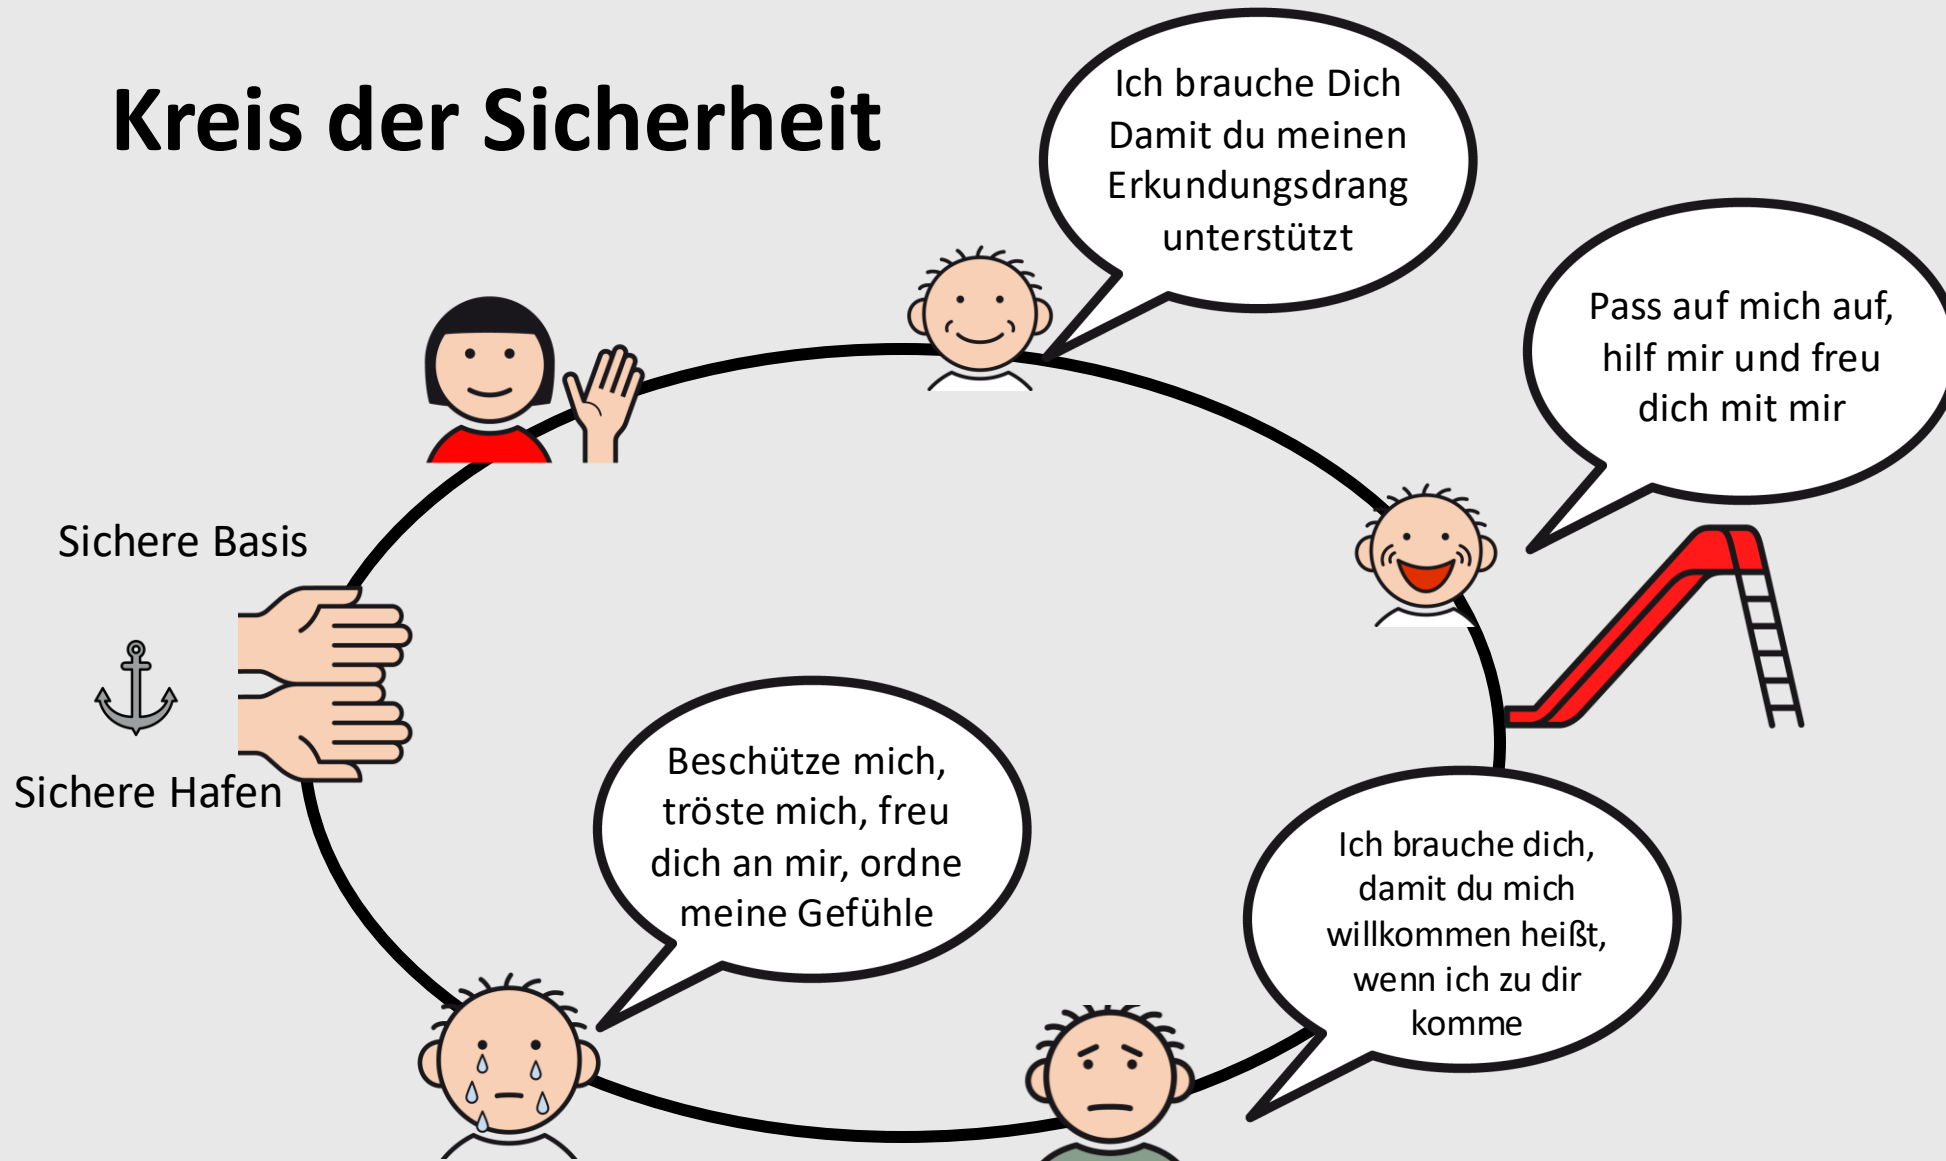 Kreis der Sicherheit
Ich brauche Dich
Damit du meinen
Erkundungsdrang
unterstützt
Pass auf mich auf,
hilf mir und freu
dich mit mir
Sichere Basis
Sichere Hafen
Beschütze mich,
tröste mich, freu
dich an mir, ordne
meine Gefühle
Ich brauche dich,
damit du mich
willkommen heißt,
wenn ich zu dir
komme